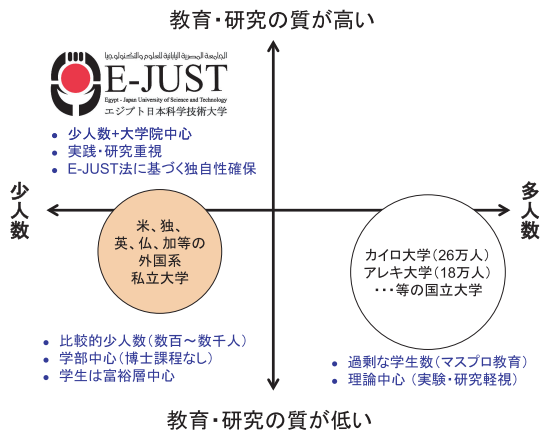 教育・研究の質が高い
الجامعة المصرية اليابانية للعلوم والتكنولوجيا
E-JUST
Egypt - Japan University of Science and Technology
エジプト日本科学技術大学
• 少人数+大学院中心
• 実践・研究重視
• E-JUST法に基づく独自性確保
少人数
多人数
米、独、
英、仏、加等の
外国系
私立大学
カイロ大学(26万人)
アレキ大学(18万人)
・・・等の国立大学
• 比較的少人数(数百~数千人)
• 学部中心(博士課程なし)
• 学生は富裕層中心
• 過剰な学生数(マスプロ教育)
• 理論中心(実験・研究軽視)
教育・研究の質が低い